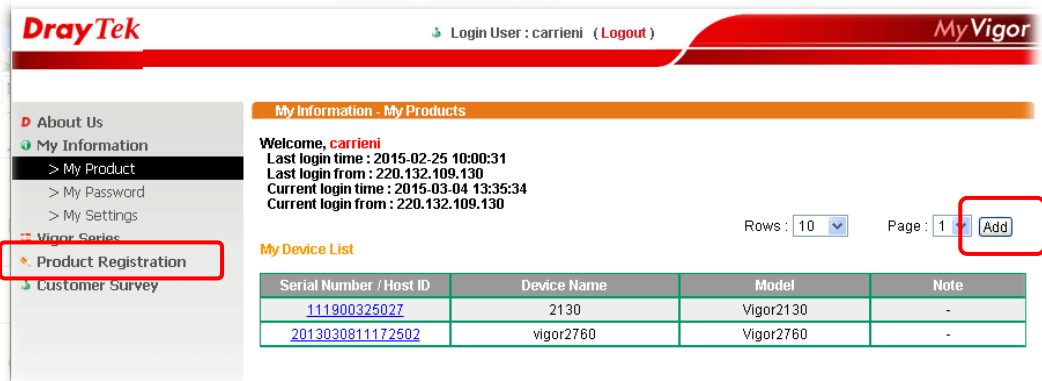 DrayTek
Login User : carrieni ( Logout )
MyVigor
About Us
My Information
> My Product
> My Password
> My Settings
Vigor Series
Product Registration
Customer Survey
My Information - My Products
Welcome, carrieni
Last login time : 2015-02-25 10:00:31
Last login from : 220.132.109.130
Current login time : 2015-03-04 13:35:34
Current login from : 220.132.109.130
Rows : 10 Page : 1 Add
My Device List
Serial Number / Host ID Device Name Model Note
111900325027 2130 Vigor2130 -
2013030811172502 vigor2760 Vigor2760 -